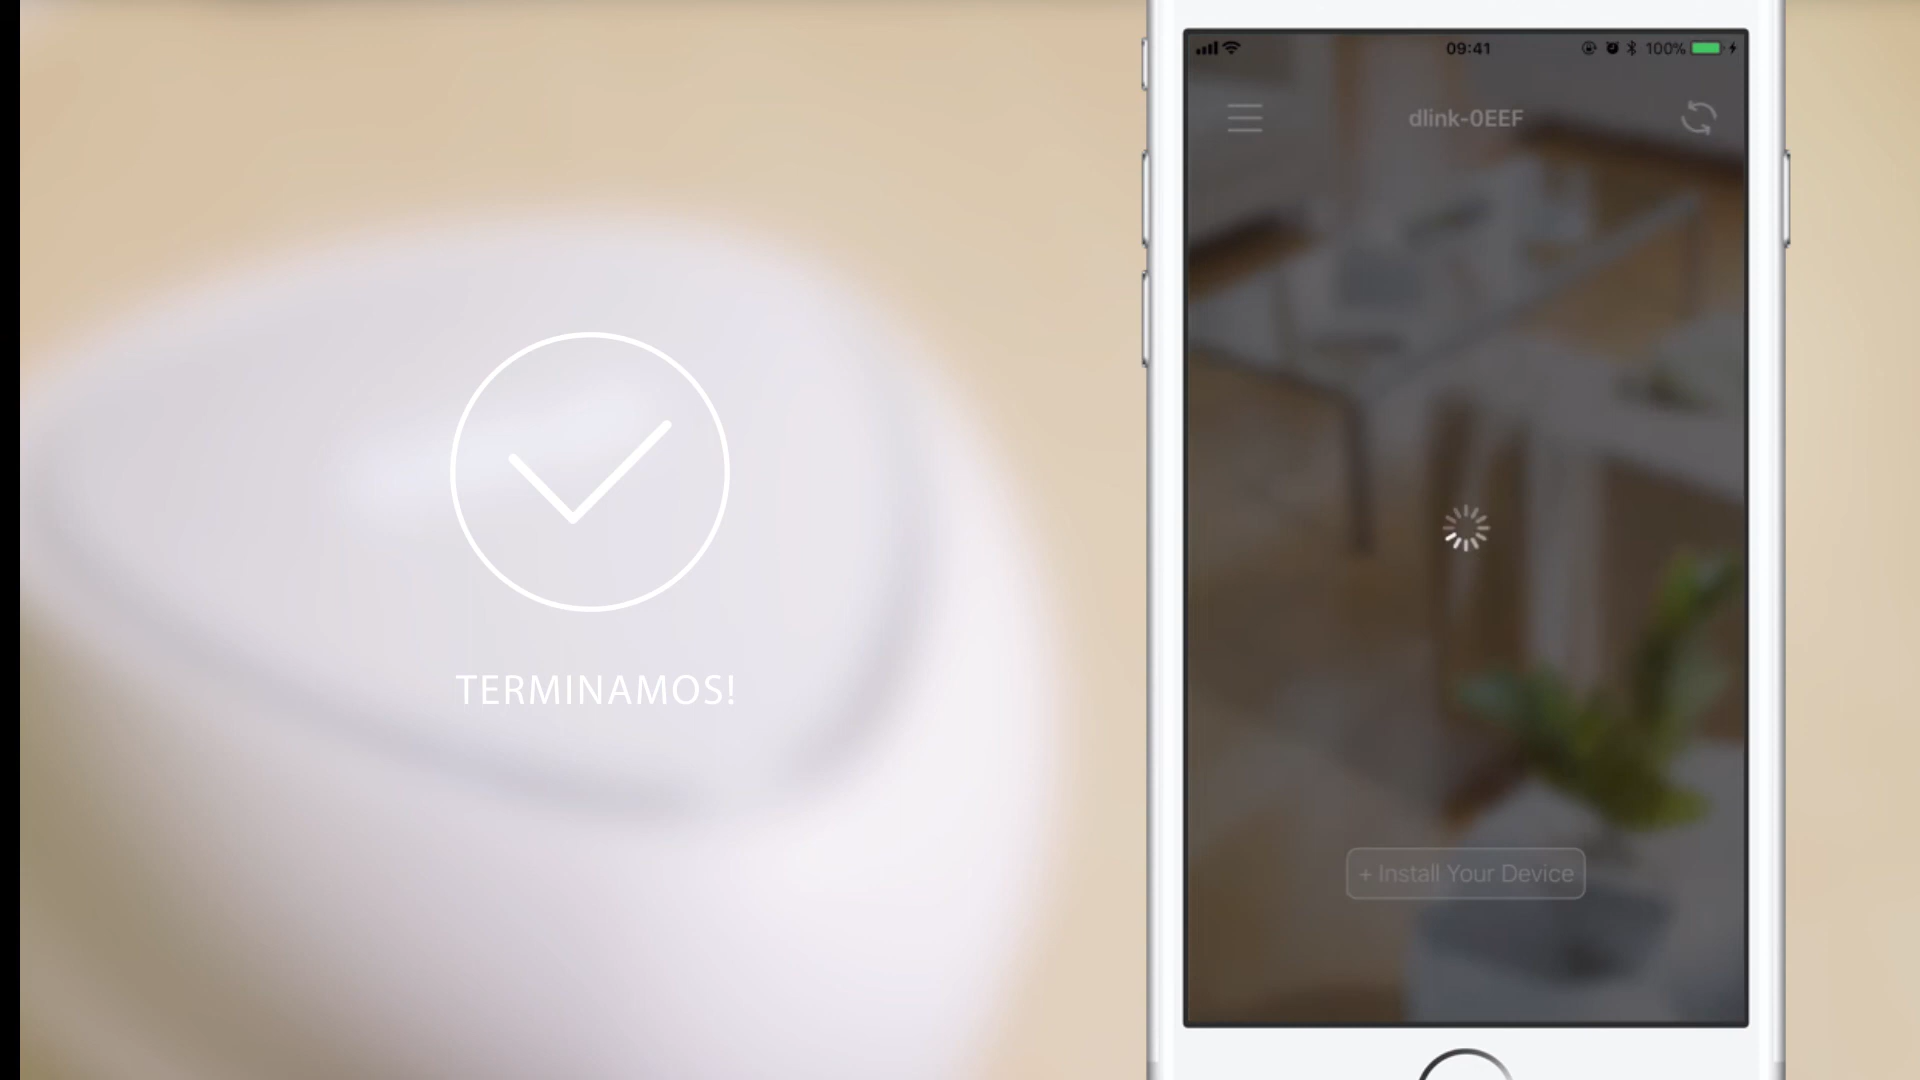 TERMINAMOS!
09:41
100%
dlink-0EEF
+ Install Your Device